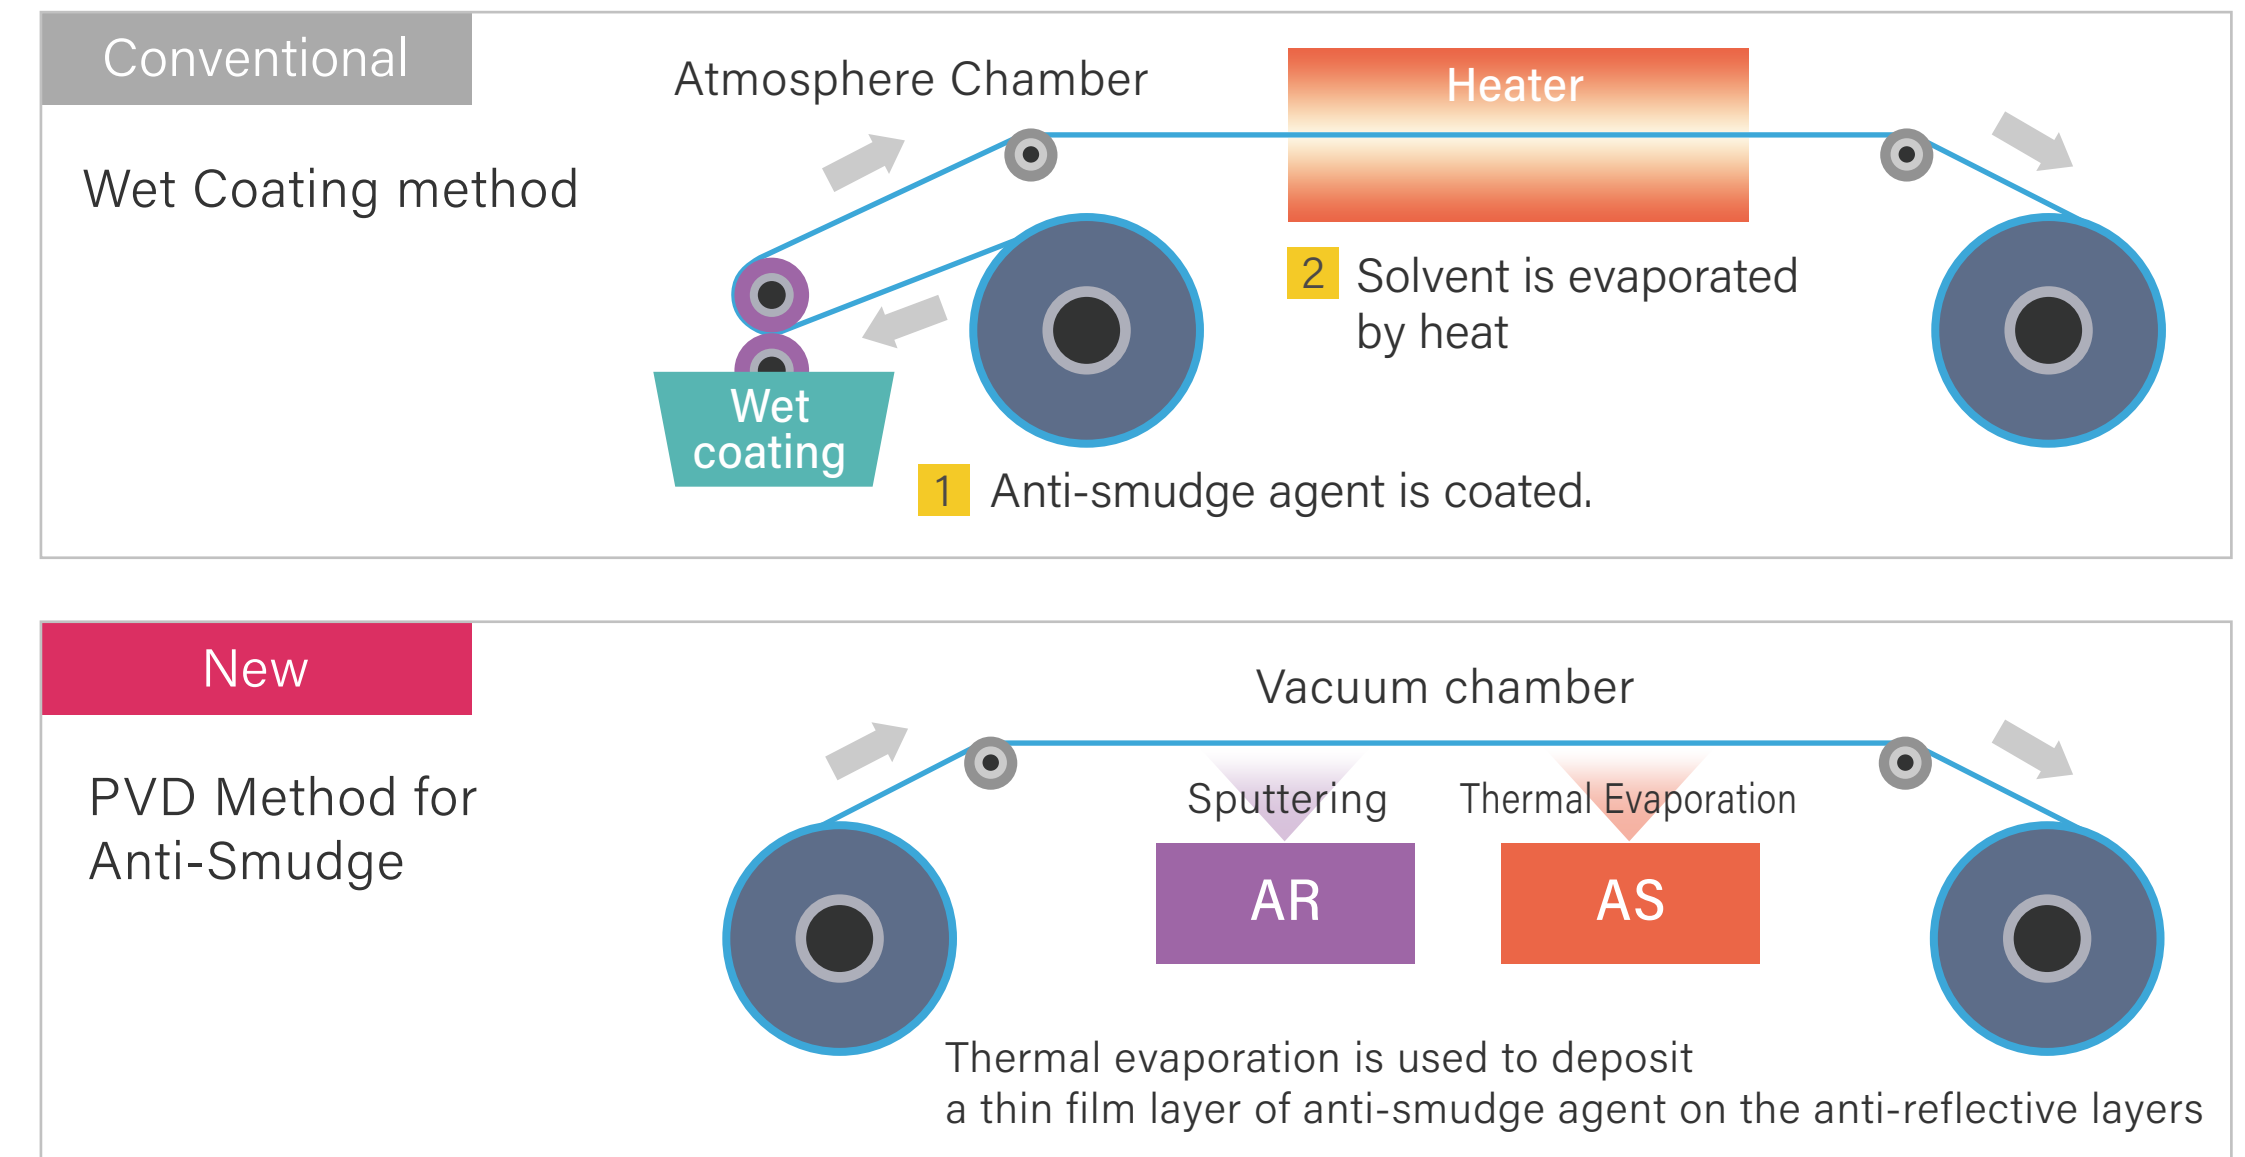 Conventional
Wet Coating method
Atmosphere Chamber
Heater
2 Solvent is evaporated
by heat
Wet
coating
1 Anti-smudge agent is coated.
New
PVD Method for
Anti-Smudge
Vacuum chamber
Sputtering
Thermal Evaporation
AR
AS
Thermal evaporation is used to deposit
a thin film layer of anti-smudge agent on the anti-reflective layers